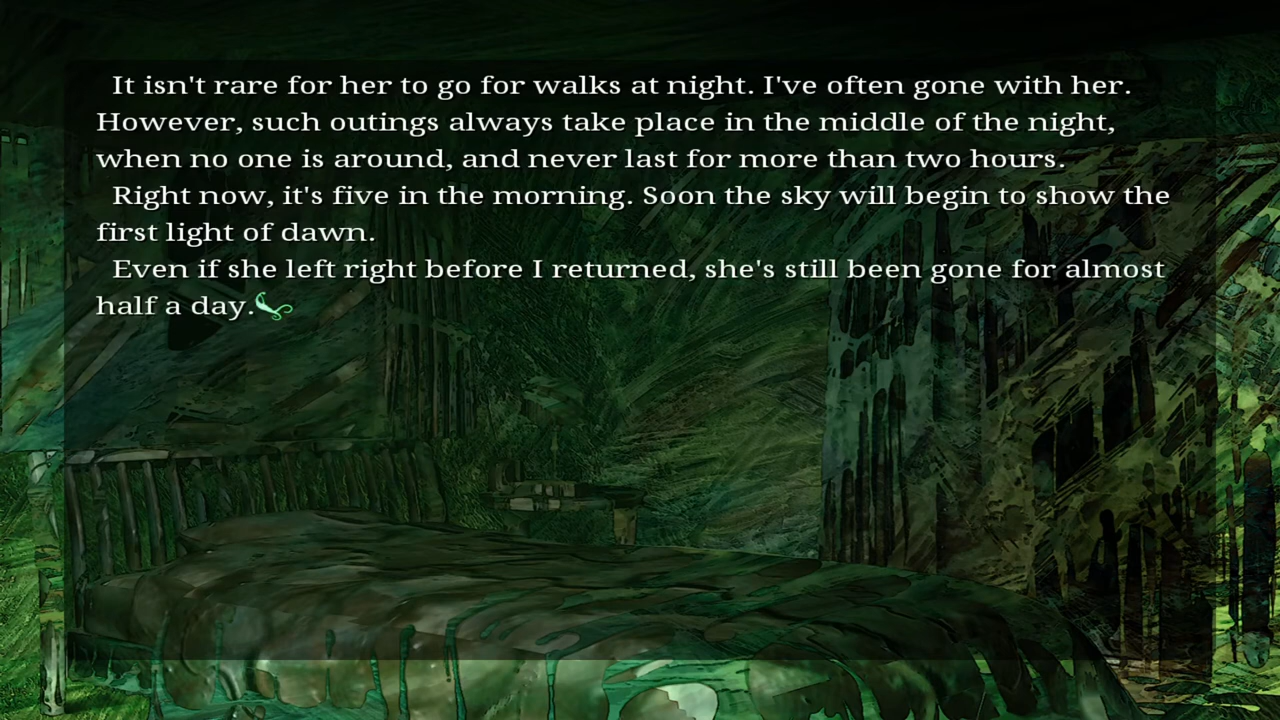 It isn't rare for her to go for walks at night. I've often gone with her.
However, such outings always take place in the middle of the night,
when no one is around, and never last for more than two hours.
Right now, it's five in the morning. Soon the sky will begin to show the
first light of dawn.
Even if she left right before I returned, she's still been gone for almost
half a day.